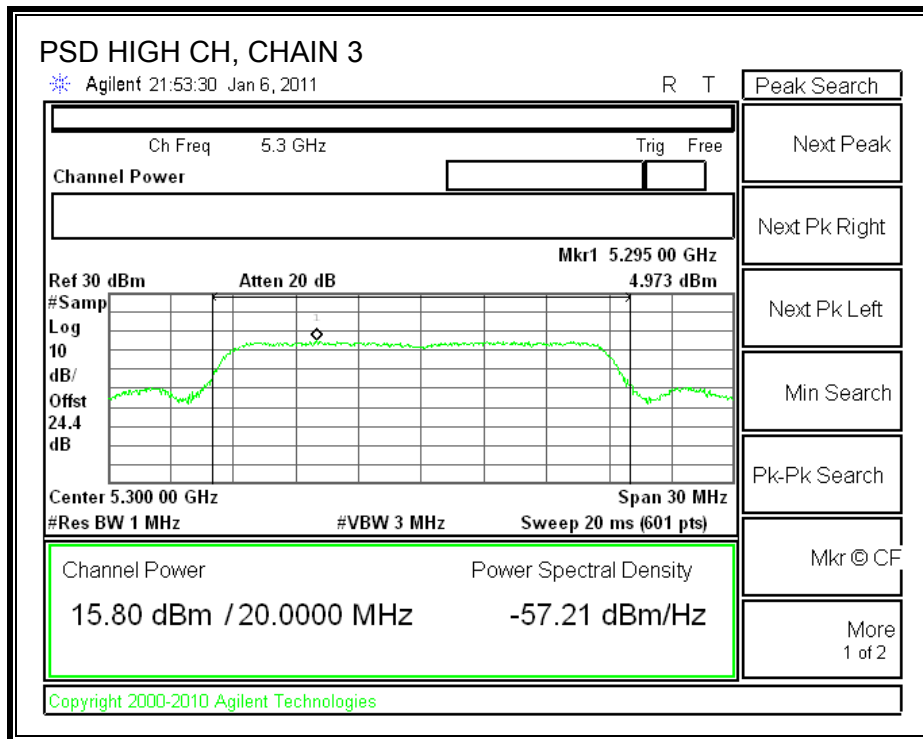 PSD HIGH CH, CHAIN 3
Agilent 21:53:30 Jan 6, 2011 R T
Peak Search
Ch Freq 5.3 GHz Trig Free
Next Peak
Channel Power
Next Pk Right
Mkr1 5.295 00 GHz
Ref 30 dBm Atten 20 dB 4.973 dBm
#Samp
Log
10
dB/
Offst
24.4
dB
1
Next Pk Left
Min Search
Pk-Pk Search
Center 5.300 00 GHz Span 30 MHz
#Res BW 1 MHz #VBW 3 MHz Sweep 20 ms (601 pts)
Mkr © CF
Channel Power Power Spectral Density
15.80 dBm / 20.0000 MHz -57.21 dBm/Hz
More
1 of 2
Copyright 2000-2010 Agilent Technologies